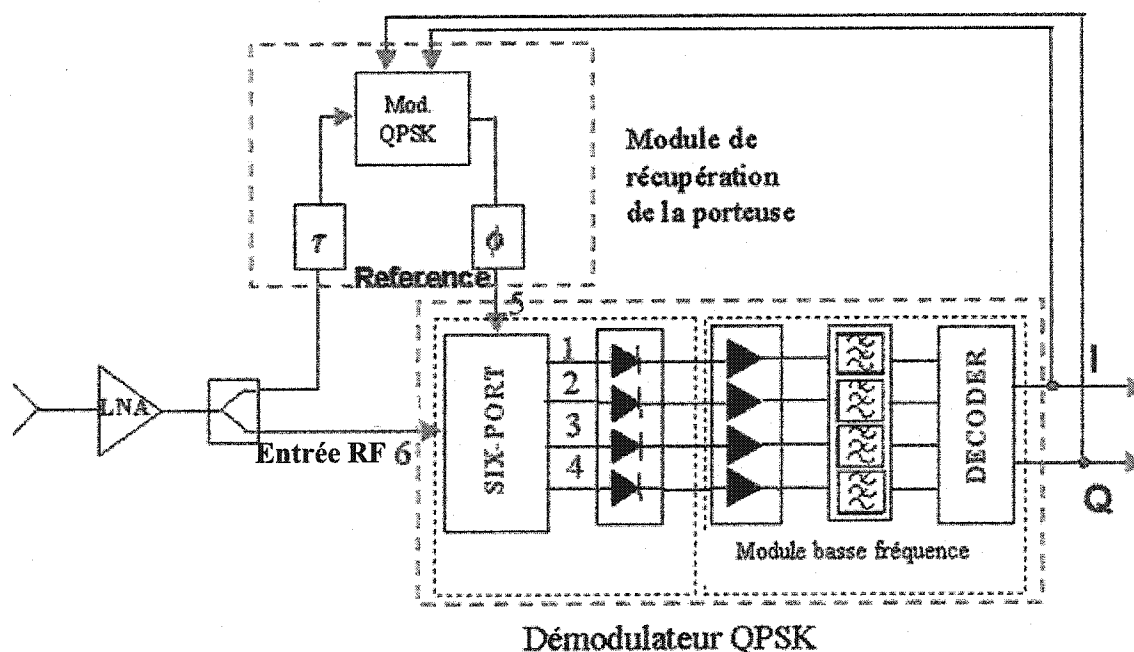 Mod.
QPSK
Module de
récupération
de la porteuse
τ
ϕ
Reference
5
LNA
Entrée RF 6
SIX-PORT
1
2
3
4
DECODER
I
Q
Module basse fréquence
Démodulateur QPSK